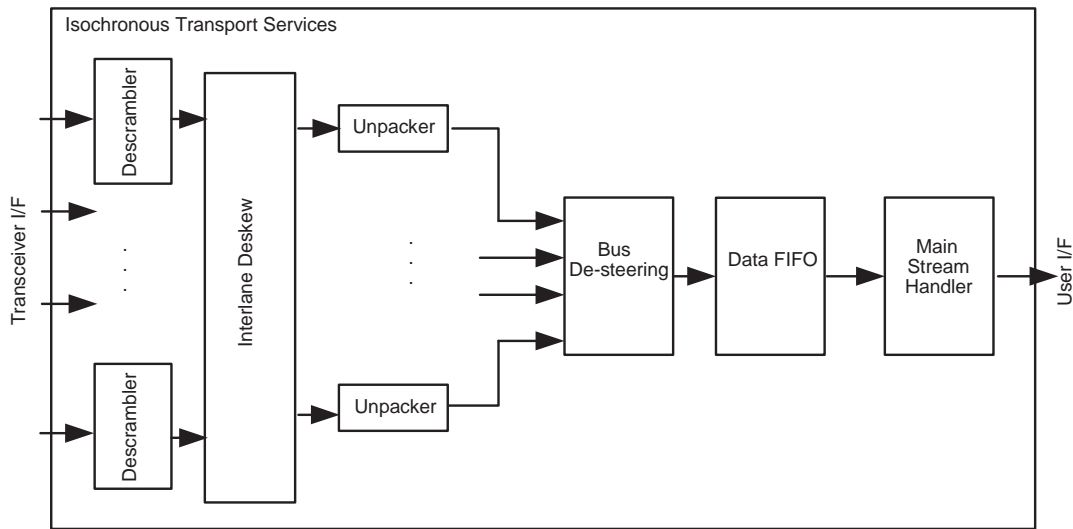 Isochronous Transport Services
Transceiver I/F
Descrambler
Descrambler
Interlane Deskew
Unpacker
Unpacker
Bus
De-steering
Data FIFO
Main
Stream
Handler
User I/F